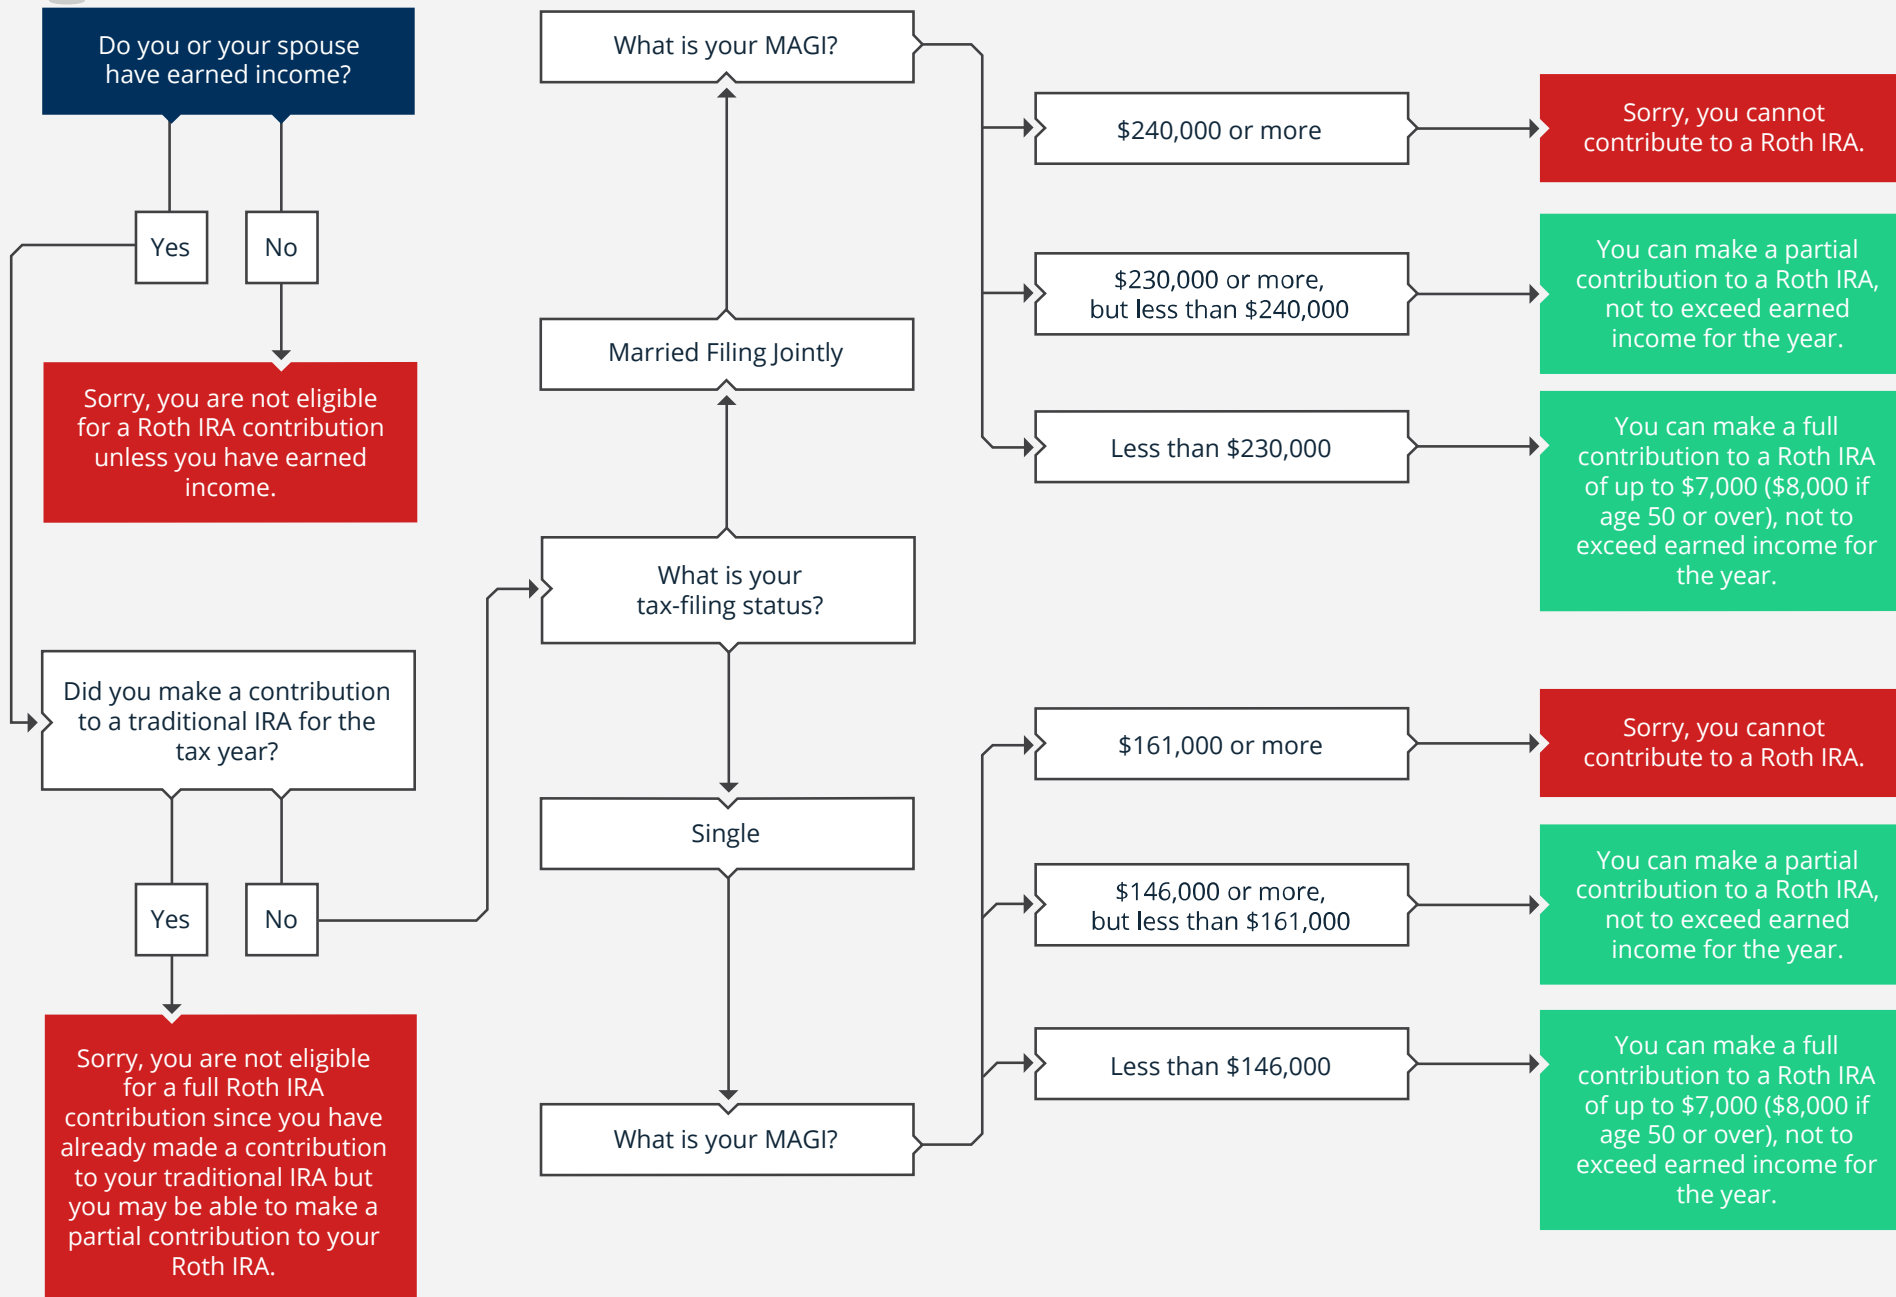 Do you or your spouse
have earned income?
Yes
No
Sorry, you are not eligible
for a Roth IRA contribution
unless you have earned
income.
Did you make a contribution
to a traditional IRA for the
tax year?
Yes
No
Sorry, you are not eligible
for a full Roth IRA
contribution since you have
already made a contribution
to your traditional IRA but
you may be able to make a
partial contribution to your
Roth IRA.
What is your
tax-filing status?
Married Filing Jointly
What is your MAGI?
$240,000 or more
Sorry, you cannot
contribute to a Roth IRA.
$230,000 or more,
but less than $240,000
You can make a partial
contribution to a Roth IRA,
not to exceed earned
income for the year.
Less than $230,000
You can make a full
contribution to a Roth IRA
of up to $7,000 ($8,000 if
age 50 or over), not to
exceed earned income for
the year.
Single
What is your MAGI?
$161,000 or more
Sorry, you cannot
contribute to a Roth IRA.
$146,000 or more,
but less than $161,000
You can make a partial
contribution to a Roth IRA,
not to exceed earned
income for the year.
Less than $146,000
You can make a full
contribution to a Roth IRA
of up to $7,000 ($8,000 if
age 50 or over), not to
exceed earned income for
the year.